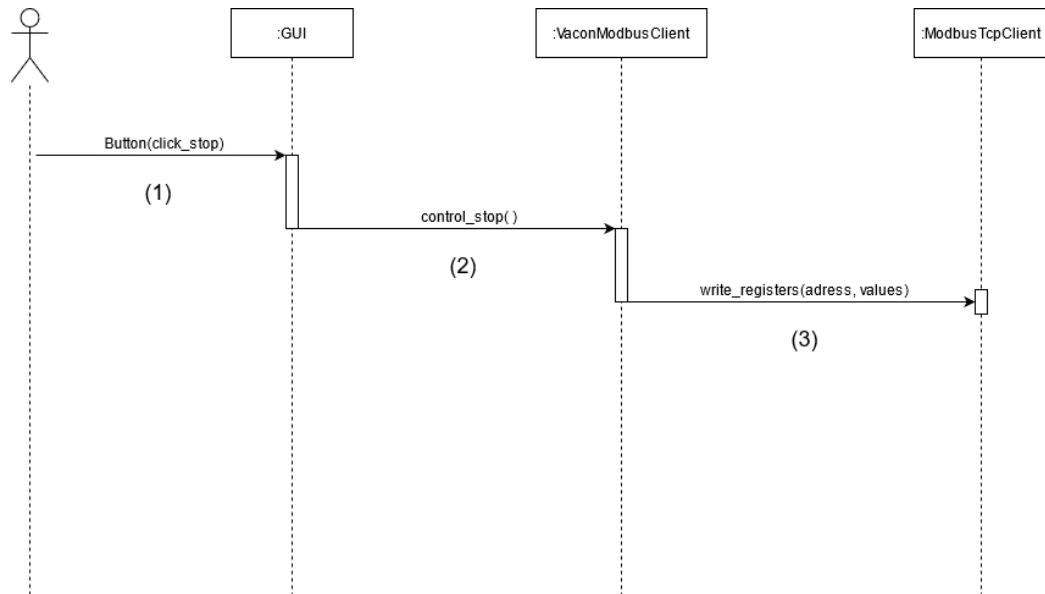 :GUI
:VaconModbusClient
:ModbusTcpClient
Button(click_stop)
(1)
control_stop( )
(2)
write_registers(adress, values)
(3)